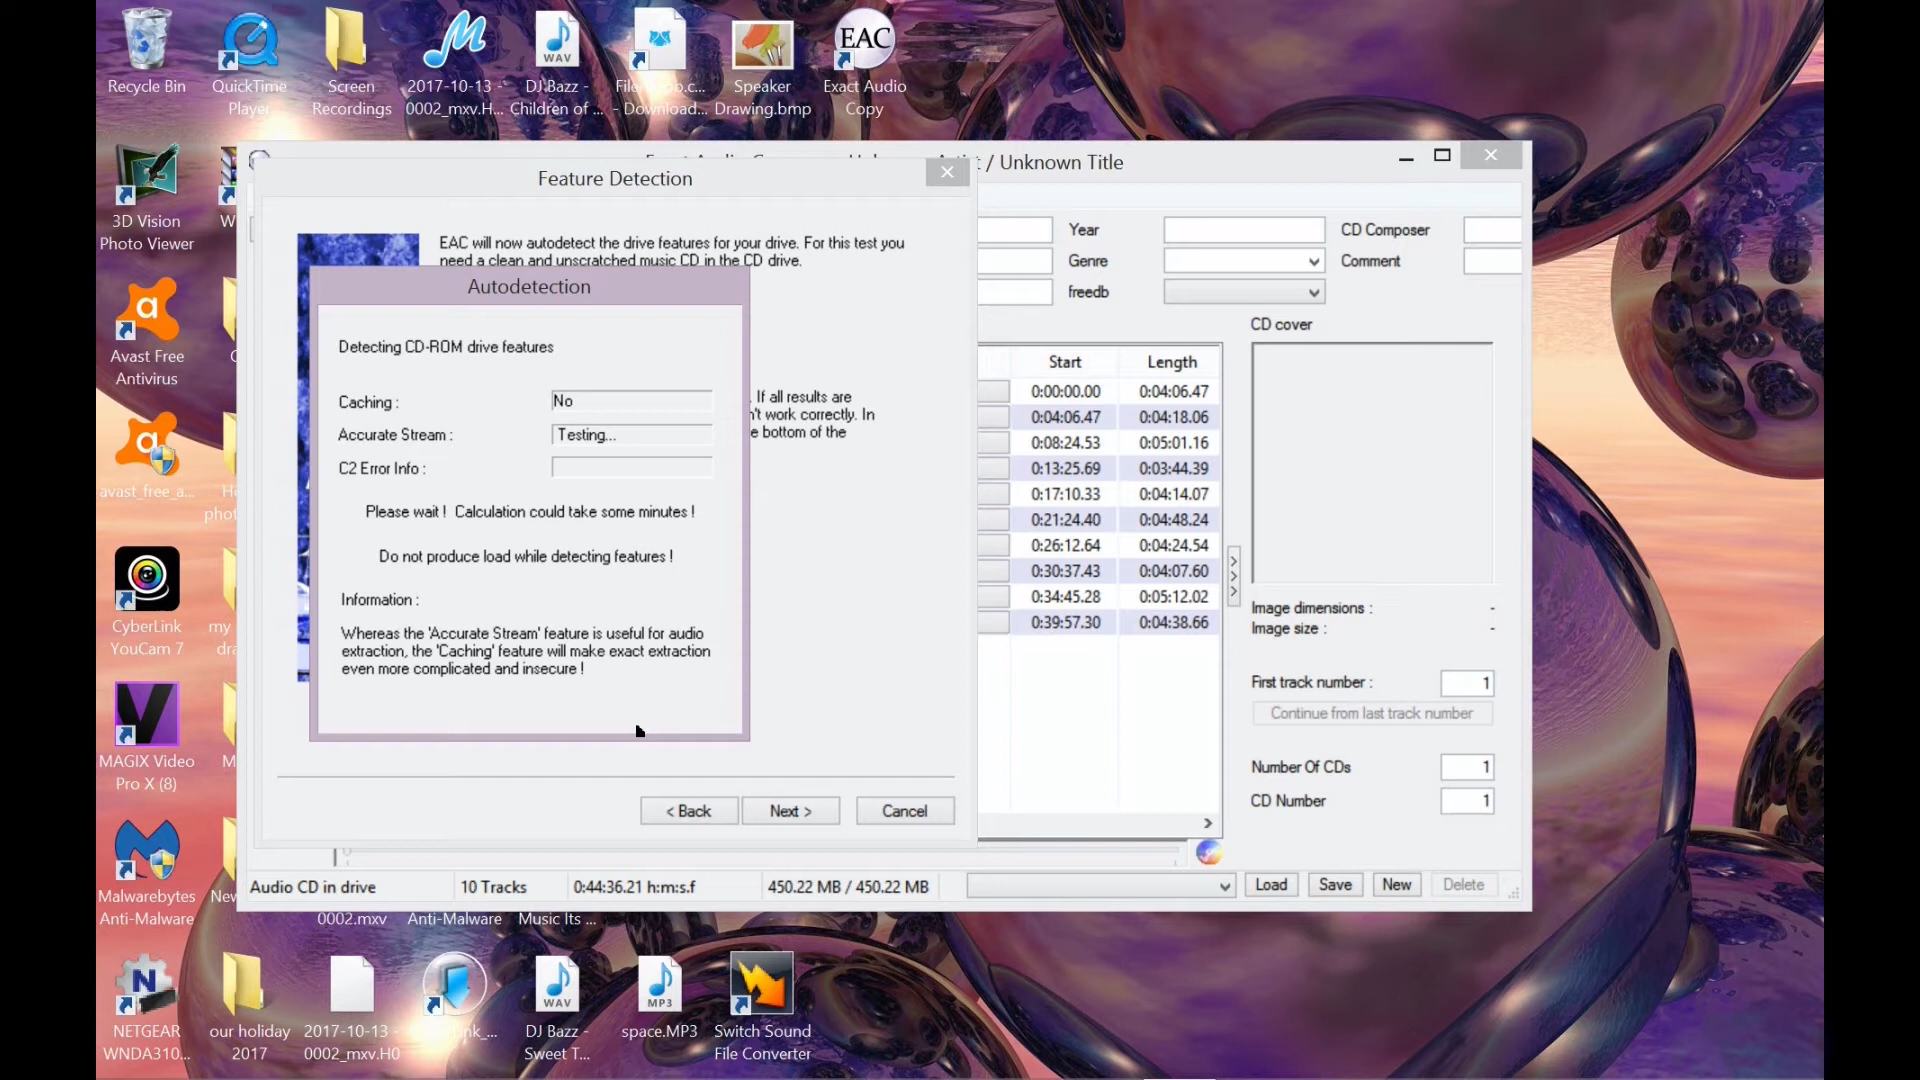 Recycle Bin
QuickTime
Player
Screen
Recordings
2017-10-13 -
0002_mxv.H...
DJ Bazz -
Children of ...
WAV
- Download...
Speaker
Drawing.bmp
EAC
Exact Audio
Copy
3D Vision
Photo Viewer
Avast Free
Antivirus
avast_free_a...
CyberLink
YouCam 7
MAGIX Video
Pro X (8)
Malwarebytes
Anti-Malware
/ Unknown Title
Feature Detection
EAC will now autodetect the drive features for your drive. For this test you
need a clean and unscratched music CD in the CD drive.
If all results are
't work correctly. In
e bottom of the
Autodetection
Detecting CD-ROM drive features
Caching : No
Accurate Stream : Testing...
C2 Error Info :
Please wait ! Calculation could take some minutes !
Do not produce load while detecting features !
Information :
Whereas the 'Accurate Stream' feature is useful for audio
extraction, the 'Caching' feature will make exact extraction
even more complicated and insecure !
< Back Next > Cancel
Year CD Composer
Genre Comment
freedb
CD cover
Start Length
0:00:00.00 0:04:06.47
0:04:06.47 0:04:18.06
0:08:24.53 0:05:01.16
0:13:25.69 0:03:44.39
0:17:10.33 0:04:14.07
0:21:24.40 0:04:48.24
0:26:12.64 0:04:24.54
0:30:37.43 0:04:07.60
0:34:45.28 0:05:12.02
0:39:57.30 0:04:38.66
Image dimensions : -
Image size : -
First track number : 1
Continue from last track number
Number Of CDs 1
CD Number 1
Audio CD in drive 10 Tracks 0:44:36.21 h:m:s.f 450.22 MB / 450.22 MB Load Save New Delete
0002.mxv
Anti-Malware
Music Its ...
NETGEAR
WNDA310...
our holiday
2017
2017-10-13 -
0002_mxv.H0
WAV
DJ Bazz -
Sweet T...
MP3
space.MP3
Switch Sound
File Converter